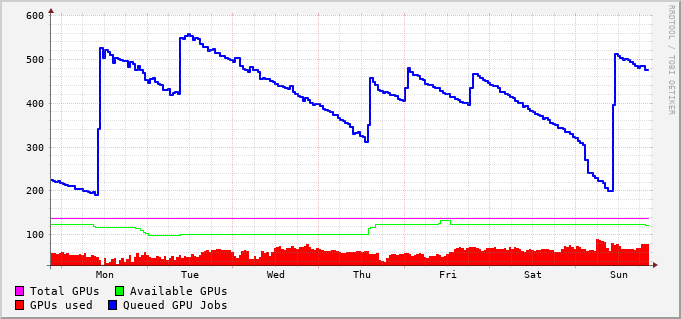 600
500
400
300
200
100
Mon Tue Wed Thu Fri Sat Sun
Total GPUs Available GPUs
GPUs used Queued GPU Jobs
RRDTOOL / TOBI OETIKER